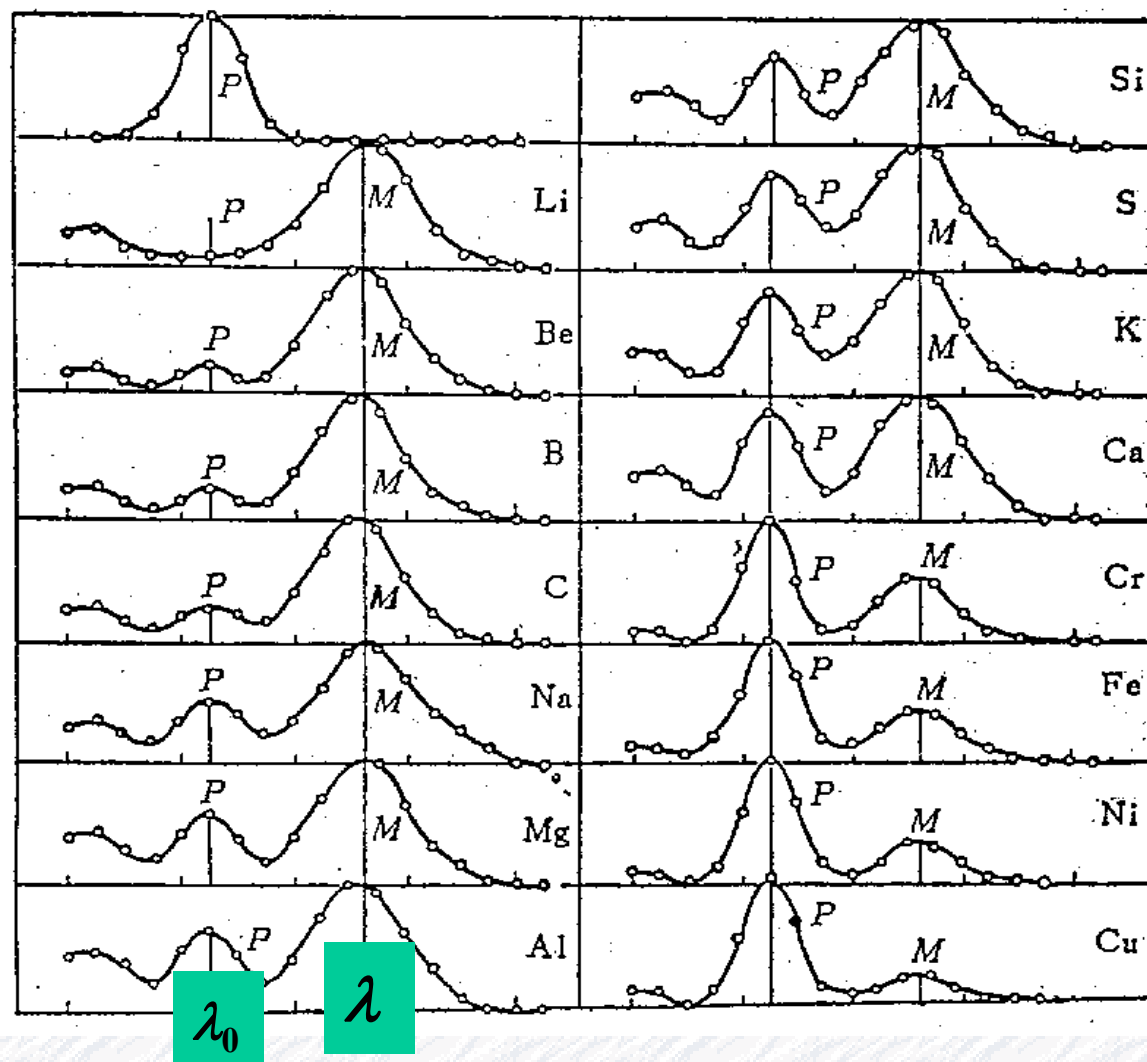 P
P M Li
P M Be
P M B
P M C
P M Na
P M Mg
P Al
λ₀ λ
P M Si
P M S
P M K
P M Ca
P M Cr
P M Fe
P M Ni
P M Cu